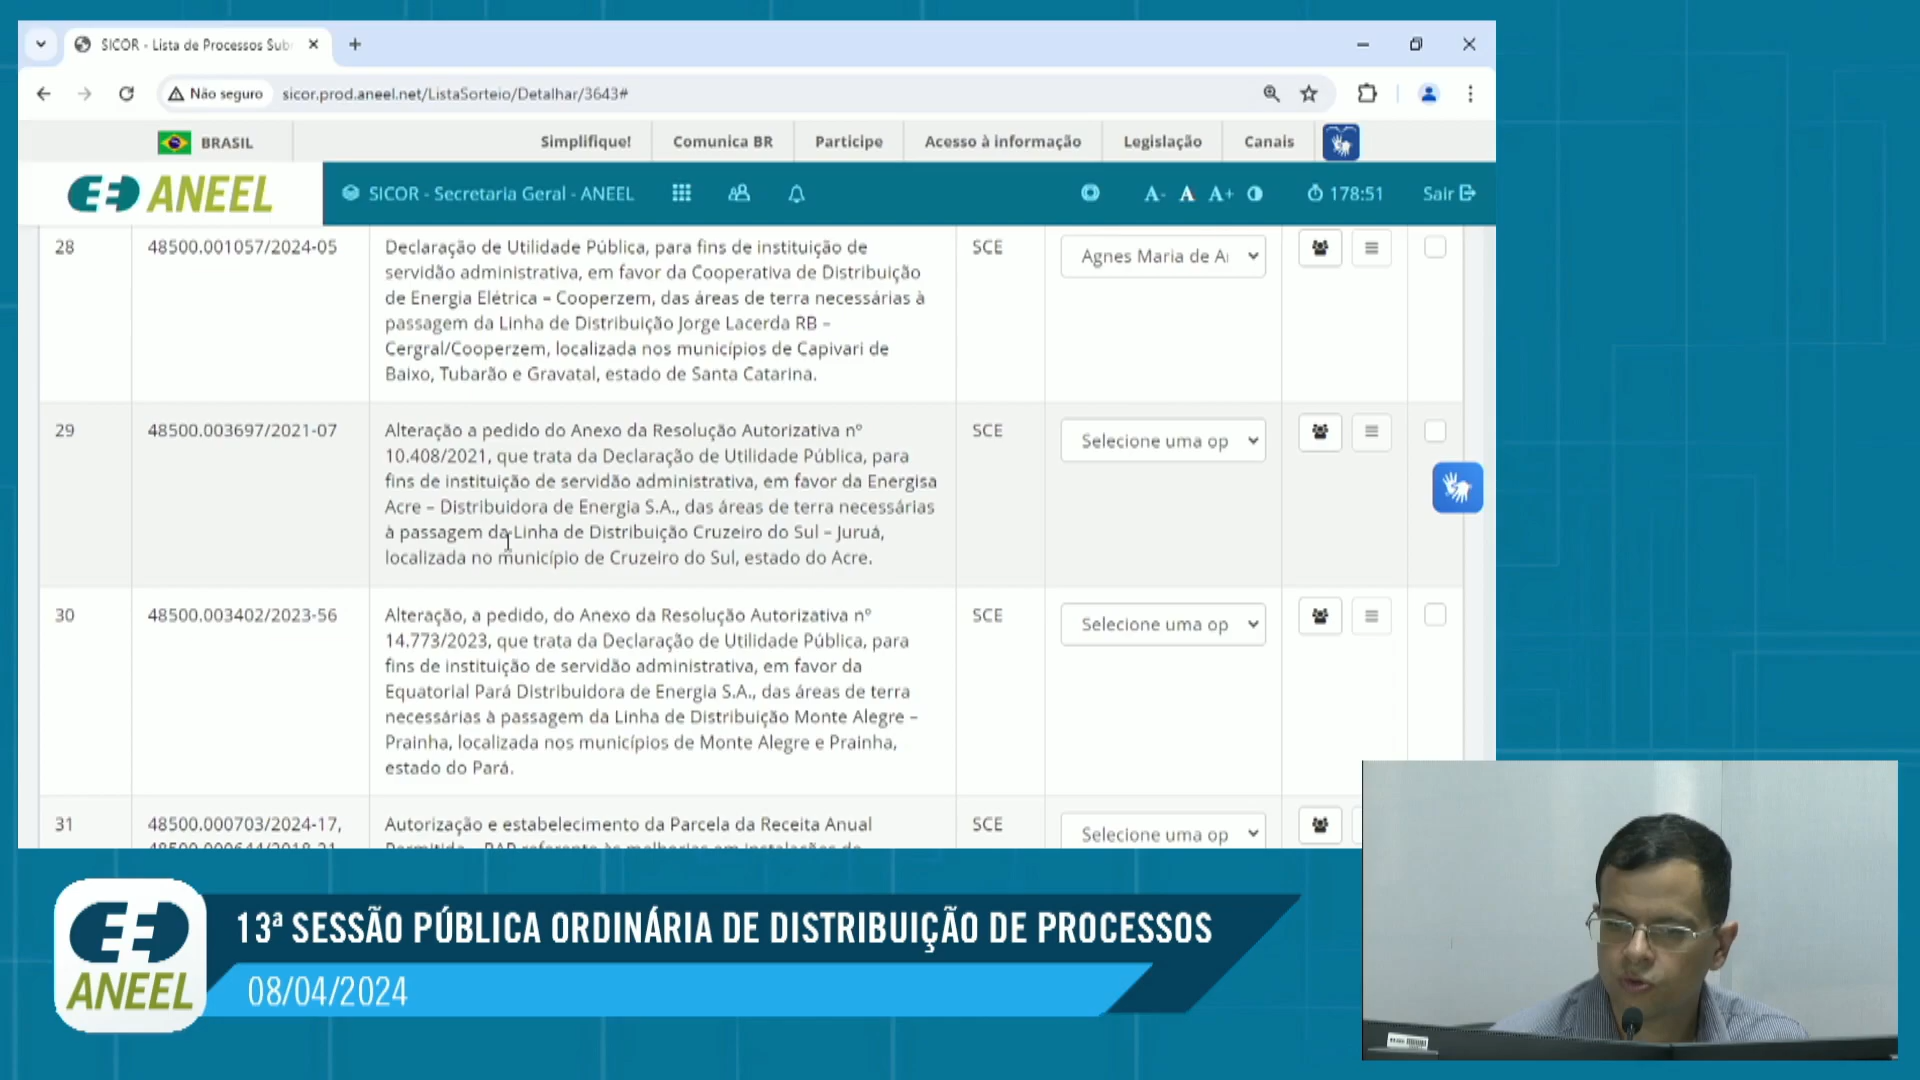 SICOR - Lista de Processos Sub
Não seguro
sicor.prod.aneel.net/ListaSorteio/Detalhar/3643#
BRASIL
Simplifique!
Comunica BR
Participe
Acesso à informação
Legislação
Canais
ANEEL
SICOR - Secretaria Geral - ANEEL
A-
A
A+
178:51
Sair
28
48500.001057/2024-05
Declaração de Utilidade Pública, para fins de instituição de
servidão administrativa, em favor da Cooperativa de Distribuição
de Energia Elétrica – Cooperzem, das áreas de terra necessárias à
passagem da Linha de Distribuição Jorge Lacerda RB –
Cergral/Cooperzem, localizada nos municípios de Capivari de
Baixo, Tubarão e Gravatal, estado de Santa Catarina.
SCE
Agnes Maria de A
29
48500.003697/2021-07
Alteração a pedido do Anexo da Resolução Autorizativa nº
10.408/2021, que trata da Declaração de Utilidade Pública, para
fins de instituição de servidão administrativa, em favor da Energisa
Acre – Distribuidora de Energia S.A., das áreas de terra necessárias
à passagem da Linha de Distribuição Cruzeiro do Sul – Juruá,
localizada no município de Cruzeiro do Sul, estado do Acre.
SCE
Selecione uma op
30
48500.003402/2023-56
Alteração, a pedido, do Anexo da Resolução Autorizativa nº
14.773/2023, que trata da Declaração de Utilidade Pública, para
fins de instituição de servidão administrativa, em favor da
Equatorial Pará Distribuidora de Energia S.A., das áreas de terra
necessárias à passagem da Linha de Distribuição Monte Alegre –
Prainha, localizada nos municípios de Monte Alegre e Prainha,
estado do Pará.
SCE
Selecione uma op
31
48500.000703/2024-17,
48500.000644/2018-21
Autorização e estabelecimento da Parcela da Receita Anual
Permitida – RAP referente às melhorias em instalações de
SCE
Selecione uma op
ANEEL
13ª SESSÃO PÚBLICA ORDINÁRIA DE DISTRIBUIÇÃO DE PROCESSOS
08/04/2024